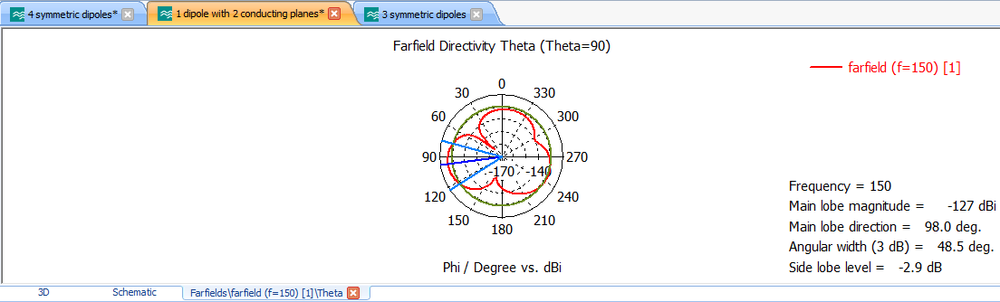 4 symmetric dipoles* 1 dipole with 2 conducting planes* 3 symmetric dipoles
Farfield Directivity Theta (Theta=90)
farfield (f=150) [1]
0
30 330
60 300
90 270
-170 -140
120 240
150 210
180
Phi / Degree vs. dBi
Frequency = 150
Main lobe magnitude = -127 dBi
Main lobe direction = 98.0 deg.
Angular width (3 dB) = 48.5 deg.
Side lobe level = -2.9 dB
3D Schematic Farfields\farfield (f=150) [1]\Theta